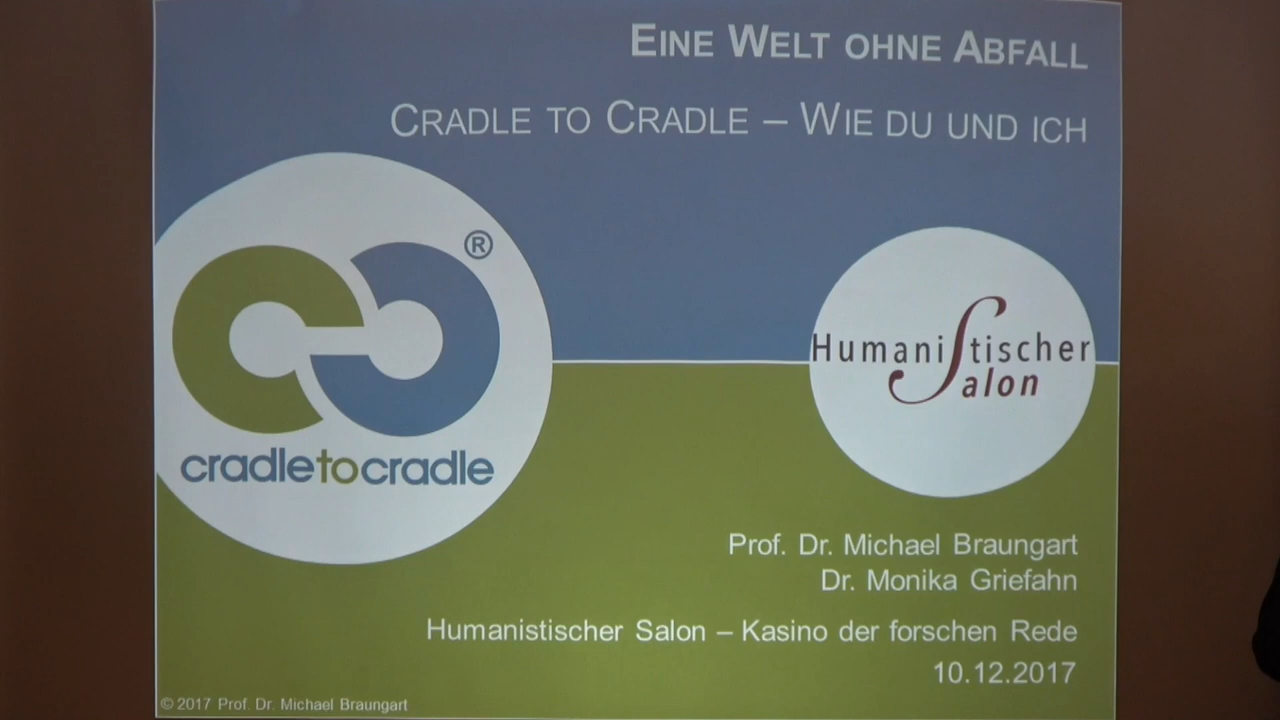 EINE WELT OHNE ABFALL
CRADLE TO CRADLE – WIE DU UND ICH
®
cradletocradle
Humanistischer
Salon
Prof. Dr. Michael Braungart
Dr. Monika Griefahn
Humanistischer Salon – Kasino der forschen Rede
10.12.2017
© 2017 Prof. Dr. Michael Braungart